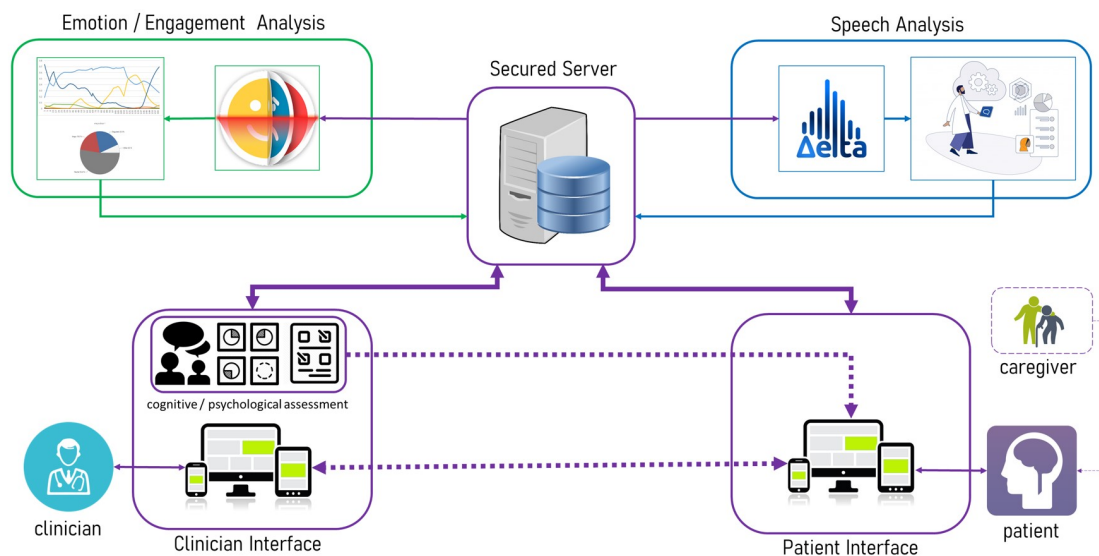 Emotion / Engagement Analysis
Speech Analysis
Secured Server
Δelta
caregiver
cognitive / psychological assessment
clinician
Clinician Interface
Patient Interface
patient